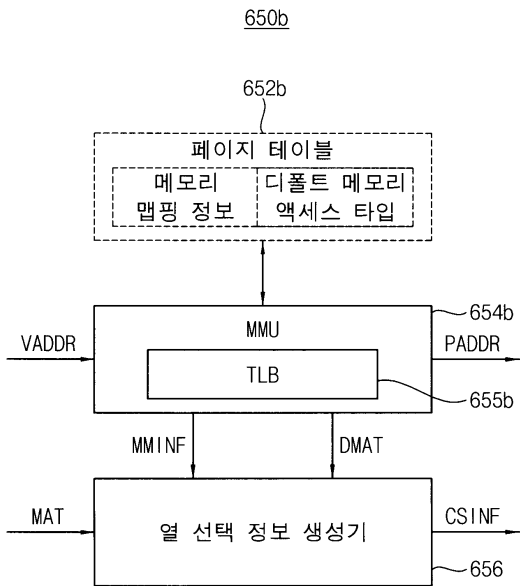 650b
652b
페이지 테이블
메모리
맵핑 정보
디폴트 메모리
액세스 타입
654b
MMU
VADDR
PADDR
TLB
655b
MMINF
DMAT
MAT
열 선택 정보 생성기
CSINF
656